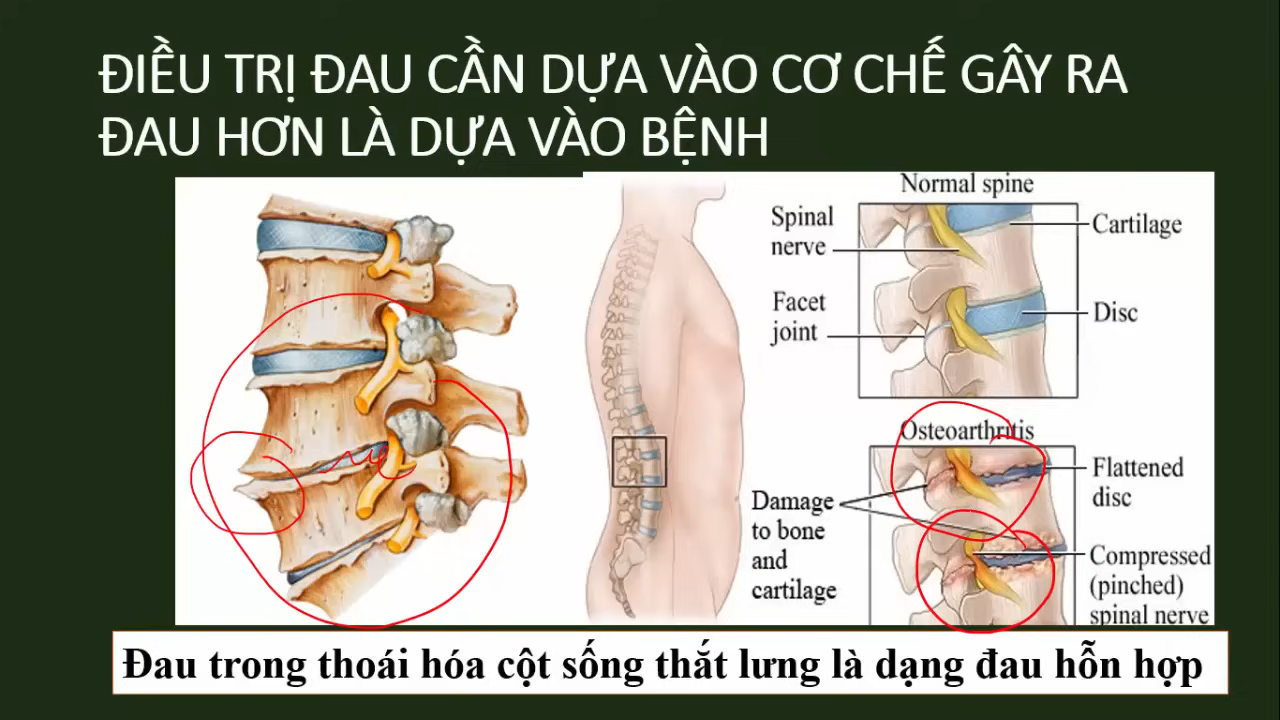 ĐIỀU TRỊ ĐAU CẦN DỰA VÀO CƠ CHẾ GÂY RA
ĐAU HƠN LÀ DỰA VÀO BỆNH
Normal spine
Spinal
nerve
Cartilage
Facet
joint
Disc
Osteoarthritis
Flattened
disc
Damage
to bone
and
cartilage
Compressed
(pinched)
spinal nerve
Đau trong thoái hóa cột sống thắt lưng là dạng đau hỗn hợp